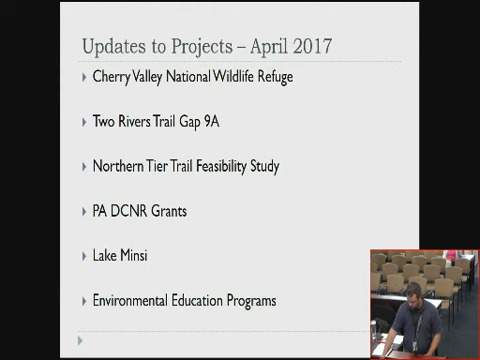 Updates to Projects – April 2017
Cherry Valley National Wildlife Refuge
Two Rivers Trail Gap 9A
Northern Tier Trail Feasibility Study
PA DCNR Grants
Lake Minsi
Environmental Education Programs